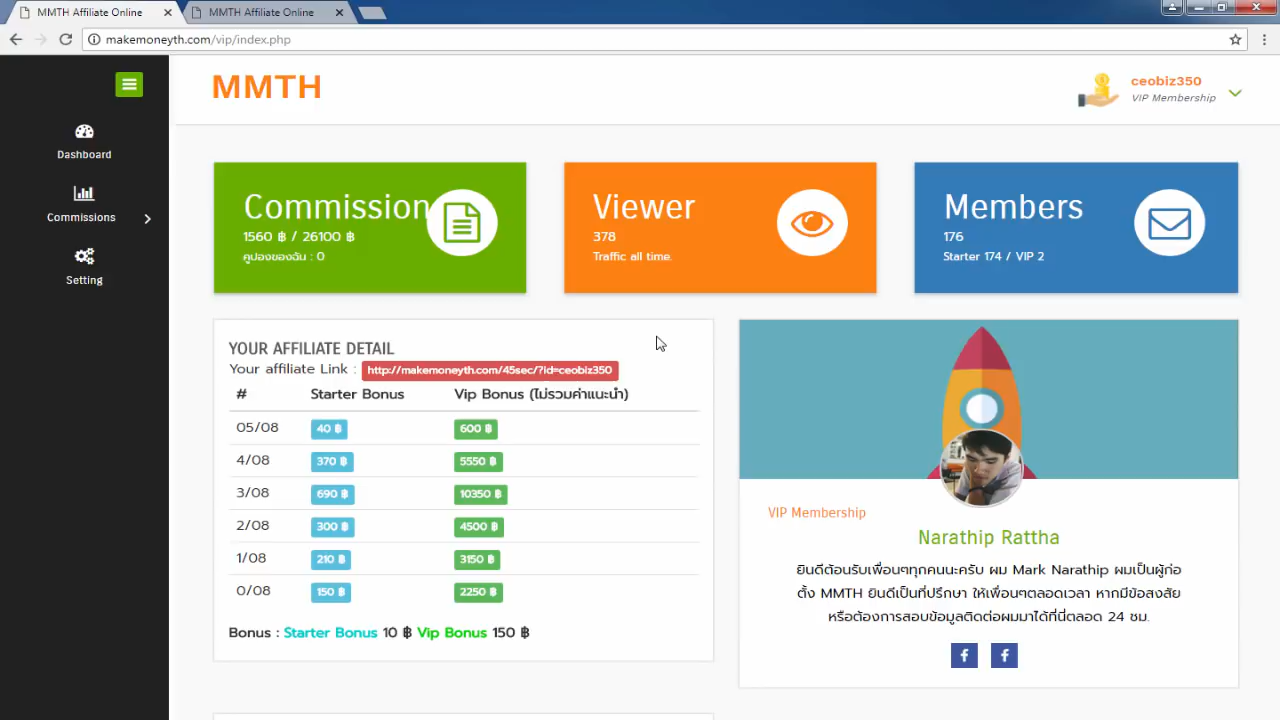 MMTH Affiliate Online
MMTH Affiliate Online
makemoneyth.com/vip/index.php
MMTH
ceobiz350
VIP Membership
Dashboard
Commissions
Setting
Commission
1560 ฿ / 26100 ฿
คูปองของฉัน : 0
Viewer
378
Traffic all time.
Members
176
Starter 174 / VIP 2
YOUR AFFILIATE DETAIL
Your affiliate Link : http://makemoneyth.com/45sec/?id=ceobiz350
# Starter Bonus Vip Bonus (ไม่รวมค่าแนะนำ)
05/08 40 ฿ 600 ฿
4/08 370 ฿ 5550 ฿
3/08 690 ฿ 10350 ฿
2/08 300 ฿ 4500 ฿
1/08 210 ฿ 3150 ฿
0/08 150 ฿ 2250 ฿
Bonus : Starter Bonus 10 ฿ Vip Bonus 150 ฿
VIP Membership
Narathip Rattha
ยินดีต้อนรับเพื่อนๆทุกคนนะครับ ผม Mark Narathip ผมเป็นผู้ก่อ
ตั้ง MMTH ยินดีเป็นที่ปรึกษา ให้เพื่อนๆตลอดเวลา หากมีข้อสงสัย
หรือต้องการสอบข้อมูลติดต่อผมมาได้ที่นี่ตลอด 24 ชม.